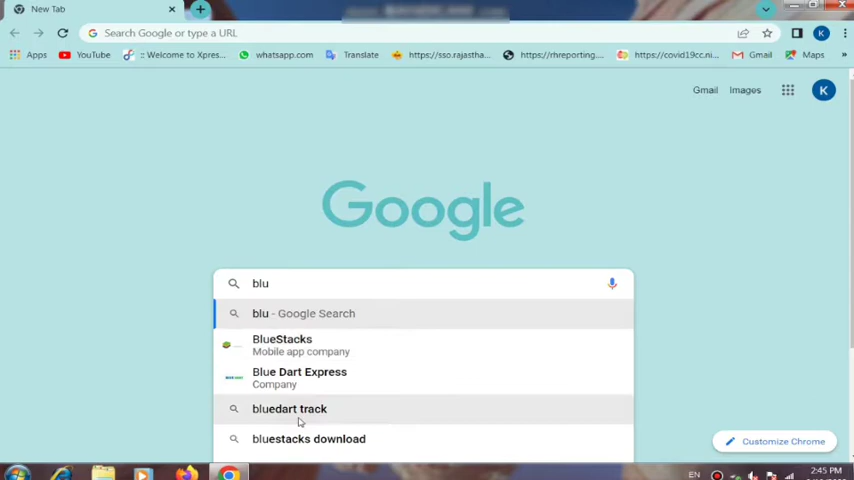 New Tab
Search Google or type a URL
Apps YouTube :: Welcome to Xpres... whatsapp.com Translate https://sso.rajastha... https://rhreporting.... https://covid19cc.ni... Gmail Maps »
Gmail Images K
Google
blu
blu - Google Search
BlueStacks
Mobile app company
Blue Dart Express
Company
bluedart track
bluestacks download
Customize Chrome
EN 2:45 PM